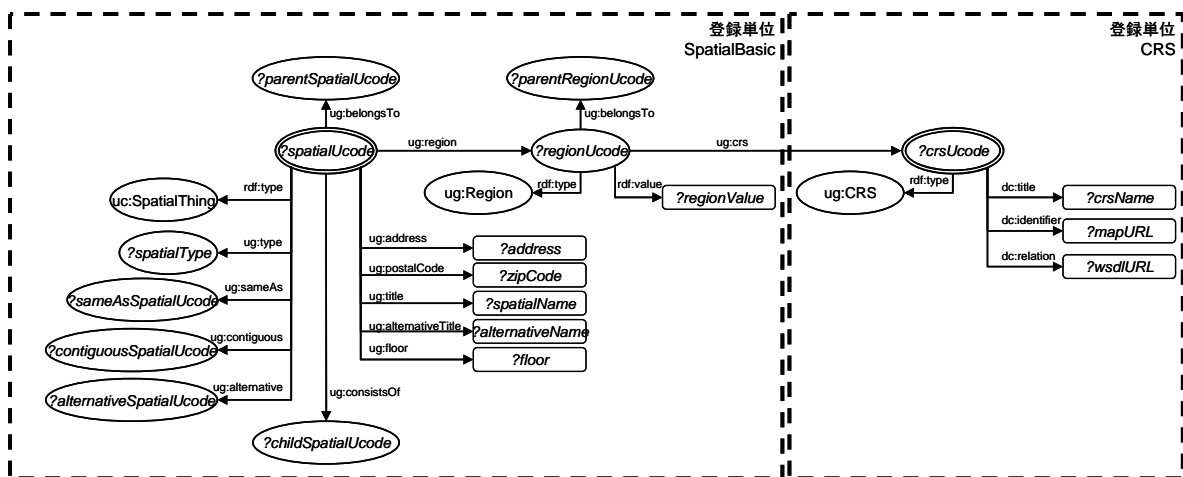 登録単位
SpatialBasic
登録単位
CRS
?parentSpatialUcode
?parentRegionUcode
ug:belongsTo
ug:belongsTo
?spatialUcode
ug:region
?regionUcode
ug:crs
?crsUcode
rdf:type
uc:SpatialThing
ug:Region
rdf:type
rdf:value
?regionValue
ug:CRS
rdf:type
dc:title
?crsName
ug:type
?spatialType
ug:address
?address
dc:identifier
?mapURL
ug:postalCode
?zipCode
dc:relation
?wsdlURL
ug:sameAs
?sameAsSpatialUcode
ug:title
?spatialName
ug:alternativeTitle
?alternativeName
ug:contiguous
?contiguousSpatialUcode
ug:floor
?floor
ug:alternative
?alternativeSpatialUcode
ug:consistsOf
?childSpatialUcode